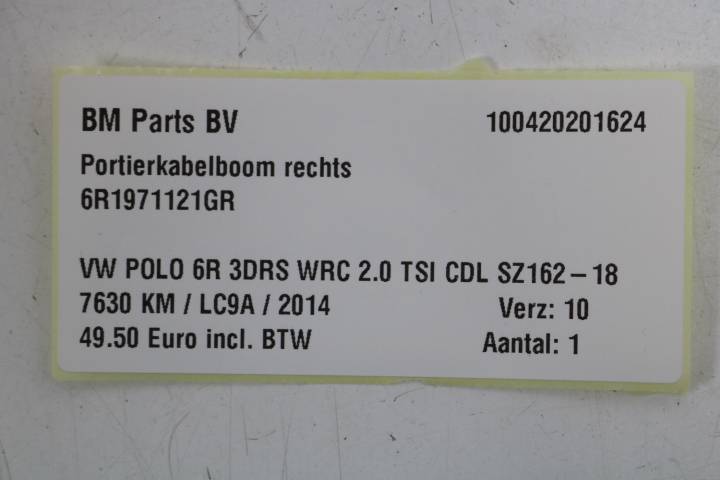 BM Parts BV 100420201624
Portierkabelboom rechts
6R1971121GR
VW POLO 6R 3DRS WRC 2.0 TSI CDL SZ162-18
7630 KM / LC9A / 2014 Verz: 10
49.50 Euro incl. BTW Aantal: 1